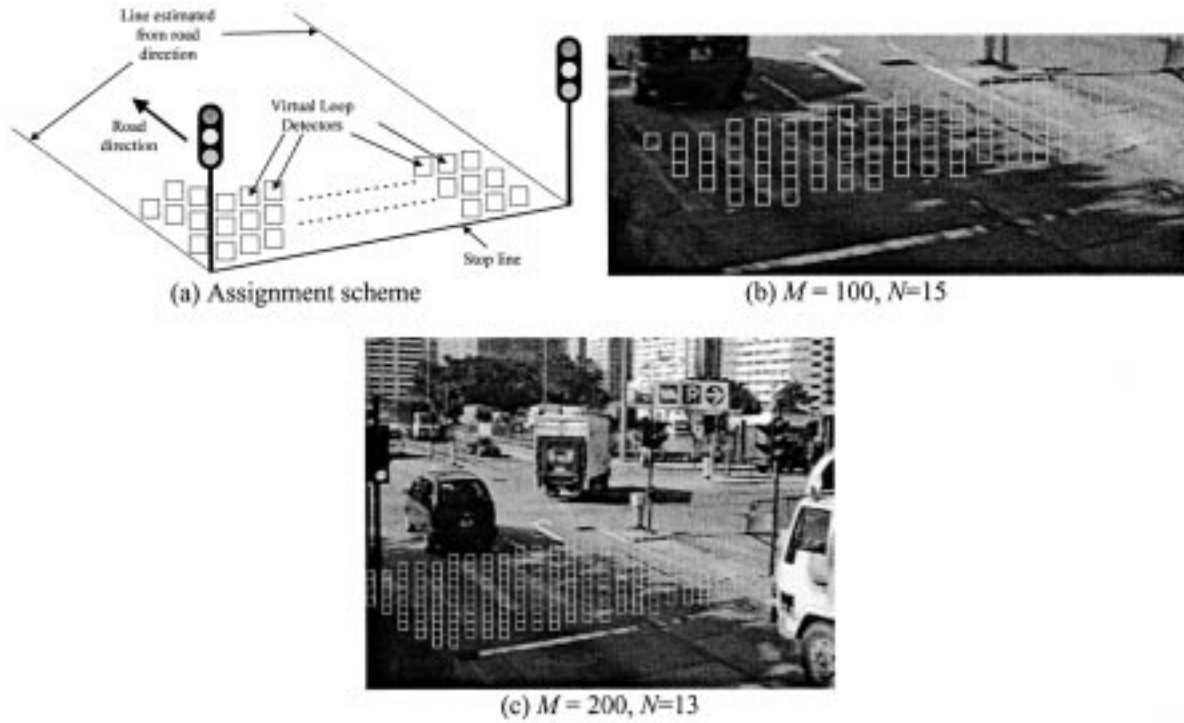 Line estimated
from road
direction
Road
direction
Virtual Loop
Detectors
Stop line
(a) Assignment scheme
(b) M = 100, N=15
P
(c) M = 200, N=13